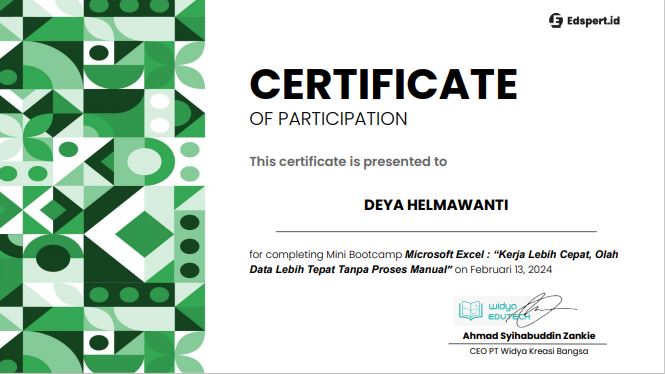 Edspert.id
CERTIFICATE
OF PARTICIPATION
This certificate is presented to
DEYA HELMAWANTI
for completing Mini Bootcamp Microsoft Excel : “Kerja Lebih Cepat, Olah
Data Lebih Tepat Tanpa Proses Manual” on Februari 13, 2024
widya
EDUTECH
Ahmad Syihabuddin Zankie
CEO PT Widya Kreasi Bangsa